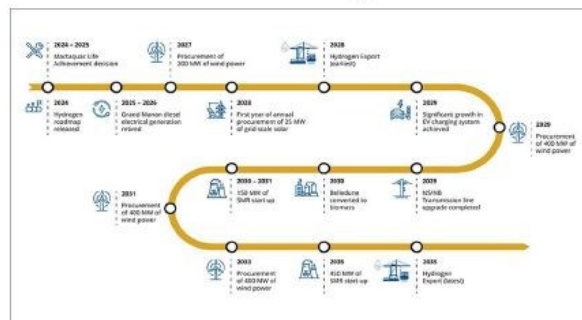 2024 – 2025
Mactaquac Life
Achievement decision
2027
Procurement of
200 MW of wind power
2028
Hydrogen Export
(earliest)
2024
Hydrogen
roadmap
released
2025 – 2026
Grand Manan diesel
electrical generation
retired
2028
First year of annual
procurement of 25 MW
of grid-scale solar
2029
Significant growth in
EV charging system
achieved
2029
Procurement
of 400 MW of
wind power
2031
Procurement
of 400 MW of
wind power
2030 – 2031
150 MW of
SMR start-up
2030
Belledune
converted to
biomass
2029
NS/NB
Transmission line
upgrade completed
2033
Procurement
of 400 MW of
wind power
2035
450 MW of
SMR start-up
2035
Hydrogen
Export (latest)